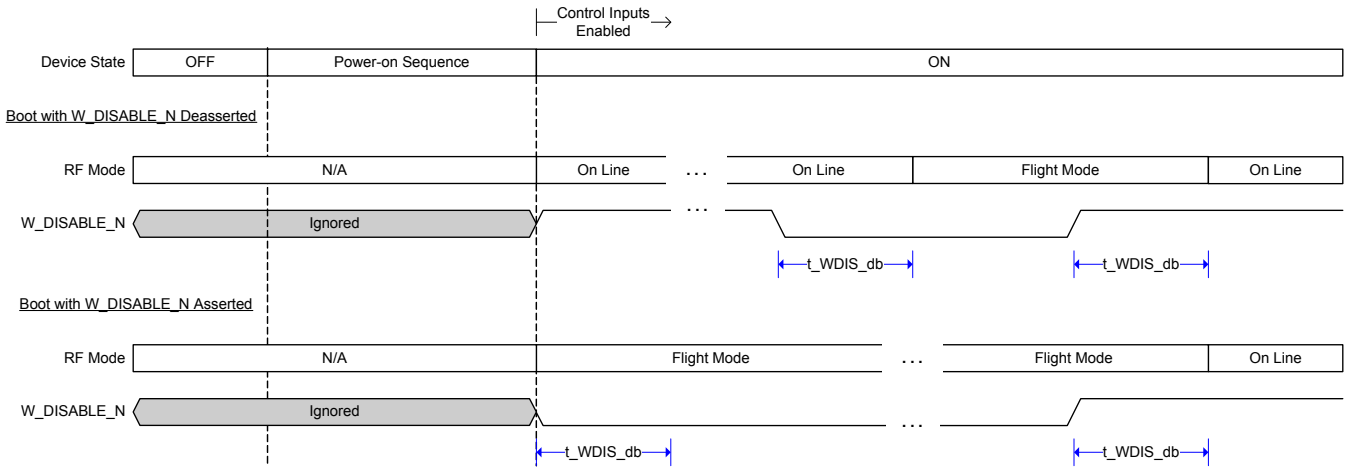 Control Inputs
Enabled
Device State OFF Power-on Sequence ON
Boot with W_DISABLE_N Deasserted
RF Mode N/A On Line ... On Line Flight Mode On Line
W_DISABLE_N Ignored ...
t_WDIS_db t_WDIS_db
Boot with W_DISABLE_N Asserted
RF Mode N/A Flight Mode ... Flight Mode On Line
W_DISABLE_N Ignored ...
t_WDIS_db t_WDIS_db